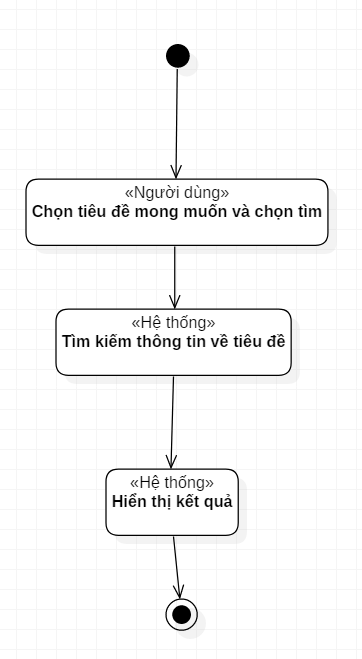 «Người dùng»
Chọn tiêu đề mong muốn và chọn tìm
«Hệ thống»
Tìm kiếm thông tin về tiêu đề
«Hệ thống»
Hiển thị kết quả